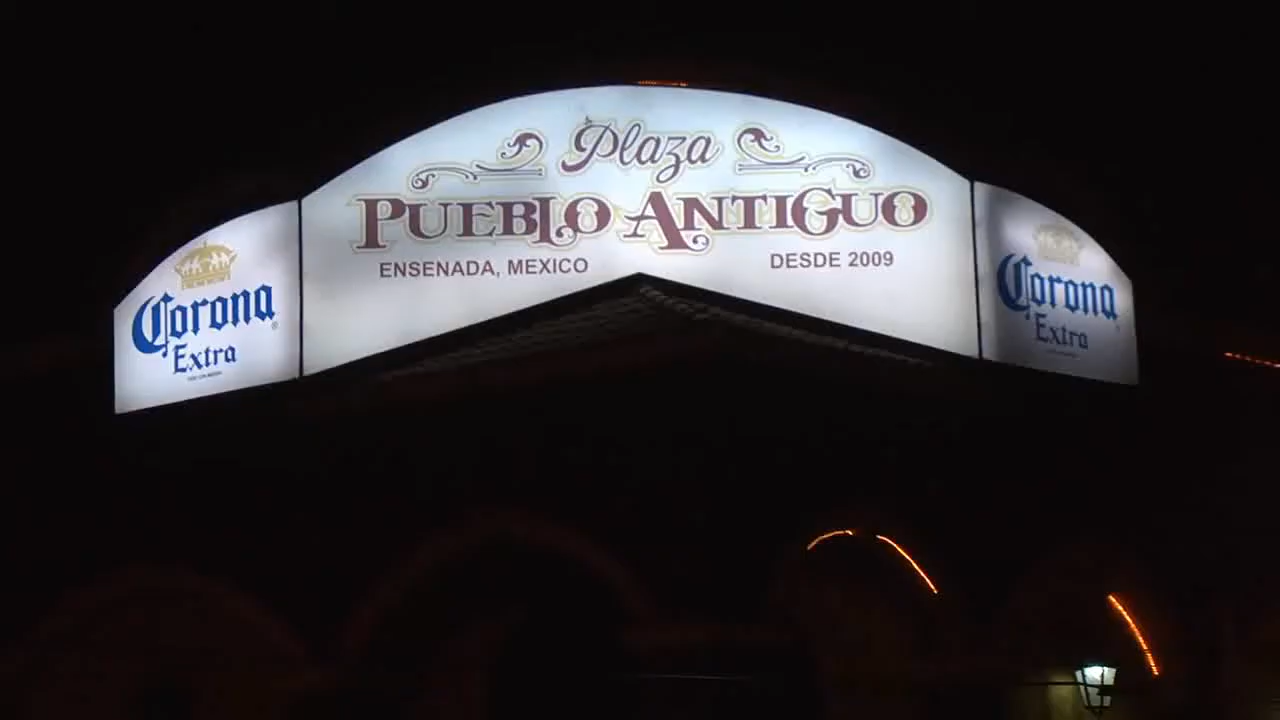 Plaza
PUEBLO ANTIGUO
ENSENADA, MEXICO
DESDE 2009
Corona
Extra
Corona
Extra